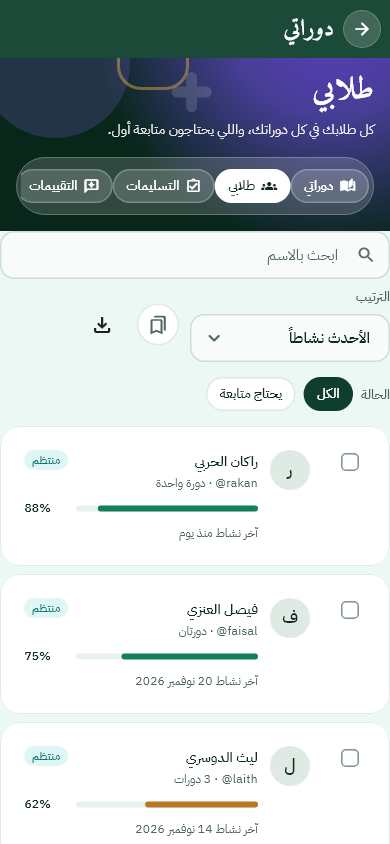 دوراتي
طلابي
كل طلابك في كل دوراتك، واللي يحتاجون متابعة أول.
دوراتي
طلابي
التسليمات
التقييمات
ابحث بالاسم
الترتيب
الأحدث نشاطاً
الحالة
الكل
يحتاج متابعة
ر
راكان الحربي
منتظم
@rakan · دورة واحدة
88%
آخر نشاط منذ يوم
ف
فيصل العنزي
منتظم
@faisal · دورتان
75%
آخر نشاط 20 نوفمبر 2026
ل
ليث الدوسري
منتظم
@laith · 3 دورات
62%
آخر نشاط 14 نوفمبر 2026